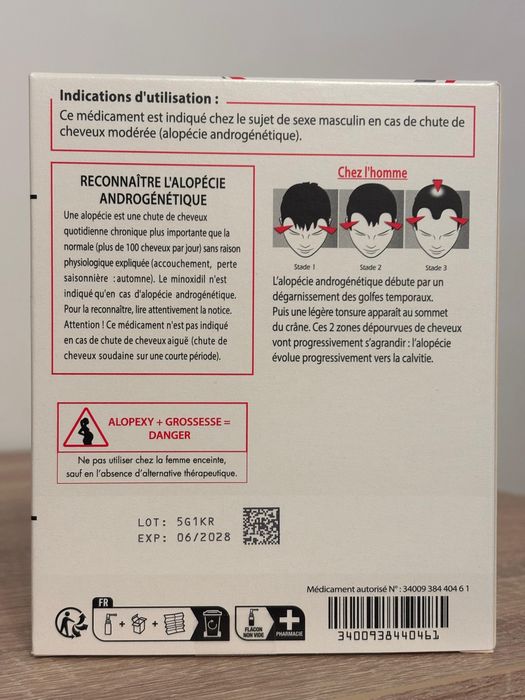 Indications d'utilisation :
Ce médicament est indiqué chez le sujet de sexe masculin en cas de chute de
cheveux modérée (alopécie androgénétique).
RECONNAÎTRE L'ALOPÉCIE
ANDROGÉNÉTIQUE
Une alopécie est une chute de cheveux
quotidienne chronique plus importante que la
normale (plus de 100 cheveux par jour) sans raison
physiologique expliquée (accouchement, perte
saisonnière : automne). Le minoxidil n'est
indiqué qu'en cas d'alopécie androgénétique.
Pour la reconnaître, lire attentivement la notice.
Attention ! Ce médicament n'est pas indiqué
en cas de chute de cheveux aiguë (chute de
cheveux soudaine sur une courte période).
Chez l'homme
Stade 1 Stade 2 Stade 3
L'alopécie androgénétique débute par un
dégarnissement des golfes temporaux.
Puis une légère tonsure apparaît au sommet
du crâne. Ces 2 zones dépourvues de cheveux
vont progressivement s'agrandir : l'alopécie
évolue progressivement vers la calvitie.
ALOPEXY + GROSSESSE =
DANGER
Ne pas utiliser chez la femme enceinte,
sauf en l'absence d'alternative thérapeutique.
LOT: 5G1KR
EXP: 06/2028
Médicament autorisé N° : 34009 384 404 6 1
3400938440461
FR
+ +
FLACON
NON VIDE
PHARMACIE